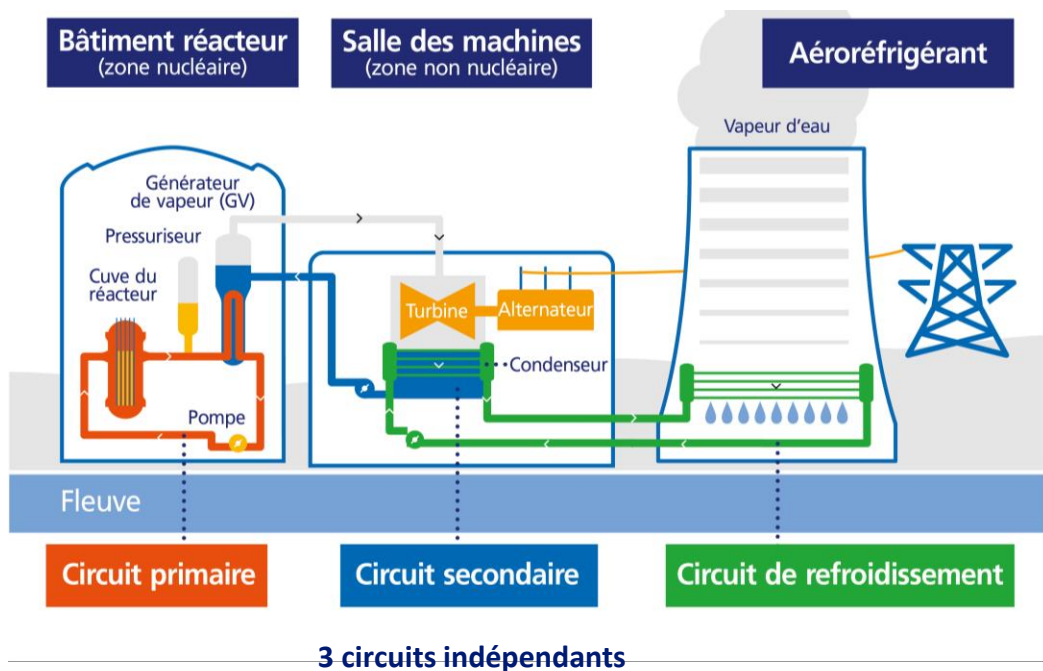 Bâtiment réacteur
(zone nucléaire)
Salle des machines
(zone non nucléaire)
Aéroréfrigérant
Vapeur d'eau
Générateur
de vapeur (GV)
Pressuriseur
Cuve du
réacteur
Turbine
Alternateur
Condenseur
Pompe
Fleuve
Circuit primaire
Circuit secondaire
Circuit de refroidissement
3 circuits indépendants